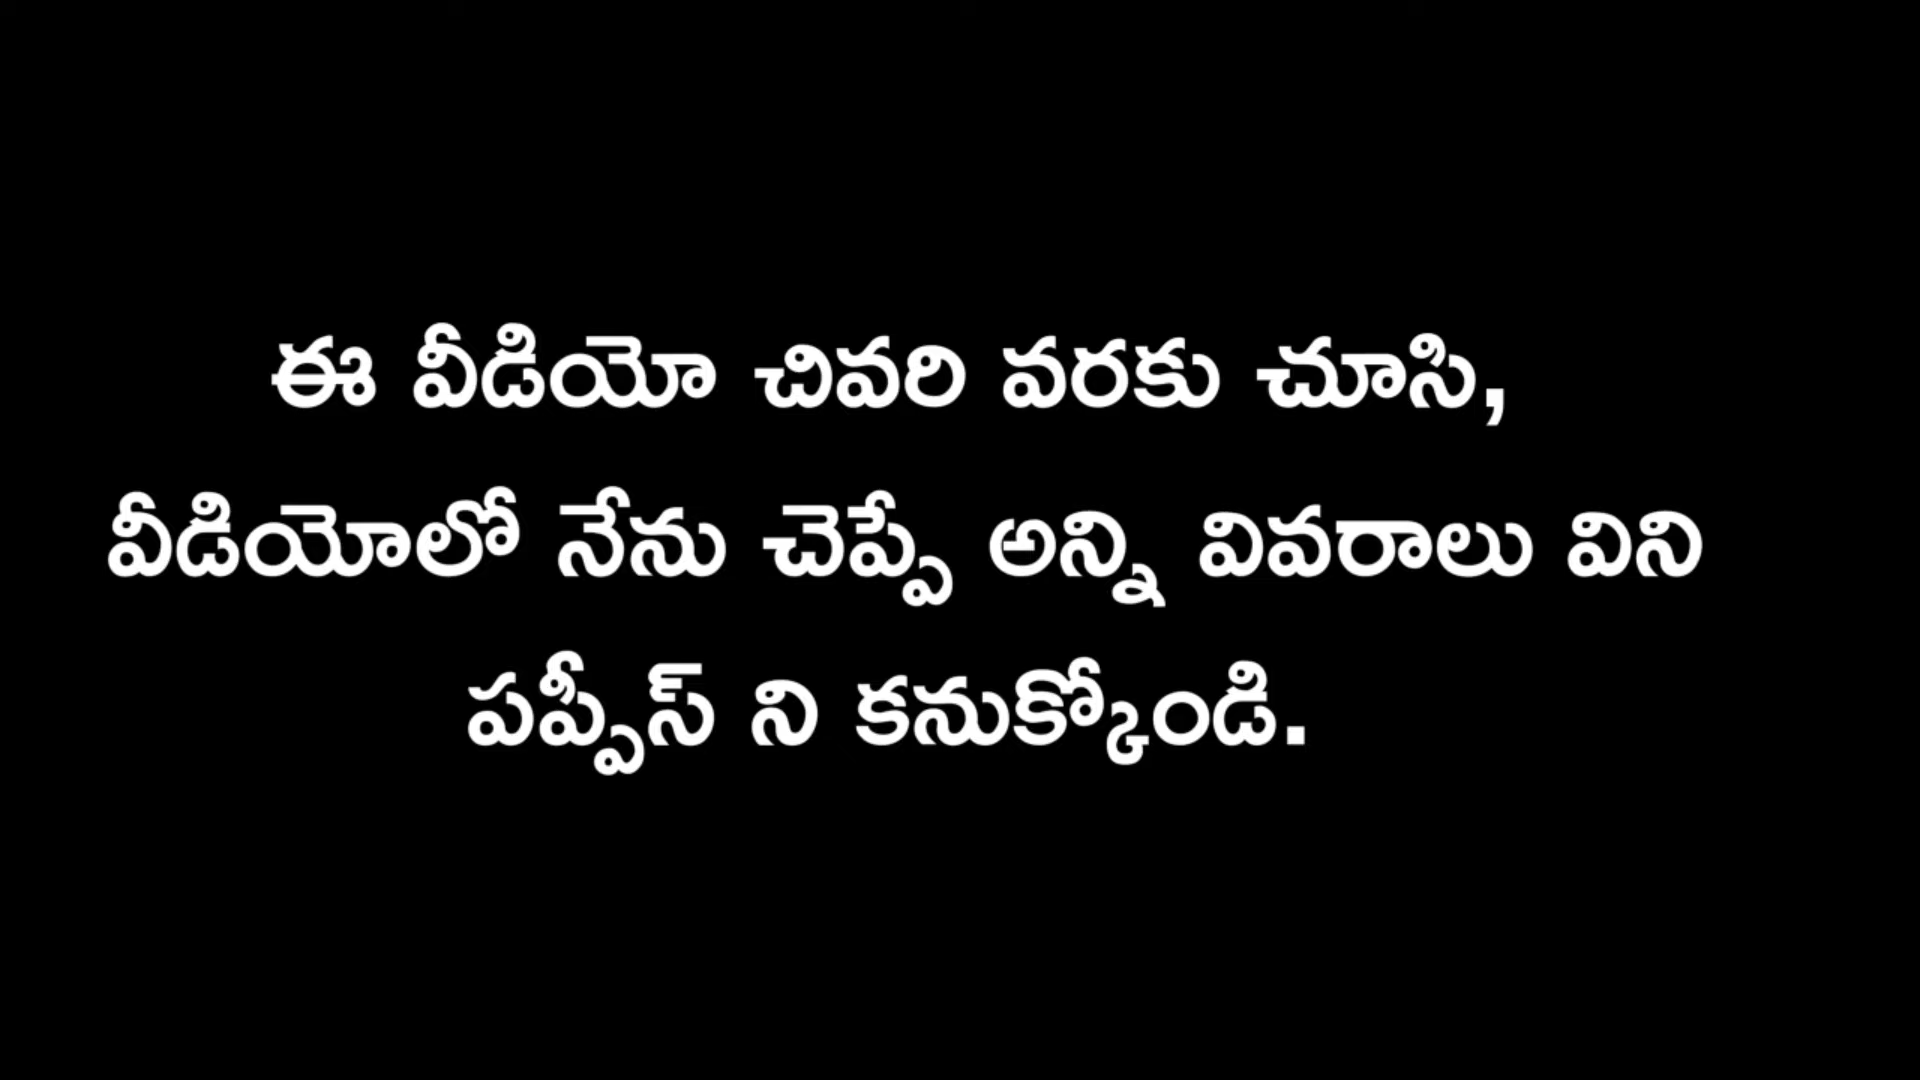 ఈ వీడియో చివరి వరకు చూసి,
వీడియోలో నేను చెప్పే అన్ని వివరాలు విని
పప్పీస్ ని కనుక్కోండి.